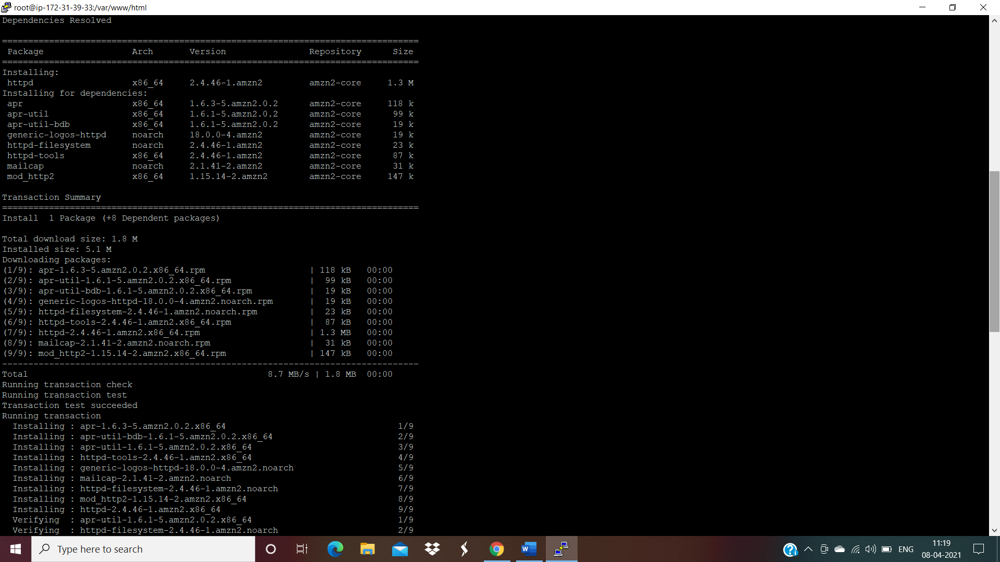 root@ip-172-31-39-33:/var/www/html
Dependencies Resolved
================================================================================
Package Arch Version Repository Size
================================================================================
Installing:
httpd x86_64 2.4.46-1.amzn2 amzn2-core 1.3 M
Installing for dependencies:
apr x86_64 1.6.3-5.amzn2.0.2 amzn2-core 118 k
apr-util x86_64 1.6.1-5.amzn2.0.2 amzn2-core 99 k
apr-util-bdb x86_64 1.6.1-5.amzn2.0.2 amzn2-core 19 k
generic-logos-httpd noarch 18.0.0-4.amzn2 amzn2-core 19 k
httpd-filesystem noarch 2.4.46-1.amzn2 amzn2-core 23 k
httpd-tools x86_64 2.4.46-1.amzn2 amzn2-core 87 k
mailcap noarch 2.1.41-2.amzn2 amzn2-core 31 k
mod_http2 x86_64 1.15.14-2.amzn2 amzn2-core 147 k
Transaction Summary
================================================================================
Install 1 Package (+8 Dependent packages)
Total download size: 1.8 M
Installed size: 5.1 M
Downloading packages:
(1/9): apr-1.6.3-5.amzn2.0.2.x86_64.rpm | 118 kB 00:00
(2/9): apr-util-1.6.1-5.amzn2.0.2.x86_64.rpm | 99 kB 00:00
(3/9): apr-util-bdb-1.6.1-5.amzn2.0.2.x86_64.rpm | 19 kB 00:00
(4/9): generic-logos-httpd-18.0.0-4.amzn2.noarch.rpm | 19 kB 00:00
(5/9): httpd-filesystem-2.4.46-1.amzn2.noarch.rpm | 23 kB 00:00
(6/9): httpd-tools-2.4.46-1.amzn2.x86_64.rpm | 87 kB 00:00
(7/9): httpd-2.4.46-1.amzn2.x86_64.rpm | 1.3 MB 00:00
(8/9): mailcap-2.1.41-2.amzn2.noarch.rpm | 31 kB 00:00
(9/9): mod_http2-1.15.14-2.amzn2.x86_64.rpm | 147 kB 00:00
--------------------------------------------------------------------------------
Total 8.7 MB/s | 1.8 MB 00:00
Running transaction check
Running transaction test
Transaction test succeeded
Running transaction
Installing : apr-1.6.3-5.amzn2.0.2.x86_64 1/9
Installing : apr-util-bdb-1.6.1-5.amzn2.0.2.x86_64 2/9
Installing : apr-util-1.6.1-5.amzn2.0.2.x86_64 3/9
Installing : httpd-tools-2.4.46-1.amzn2.x86_64 4/9
Installing : generic-logos-httpd-18.0.0-4.amzn2.noarch 5/9
Installing : mailcap-2.1.41-2.amzn2.noarch 6/9
Installing : httpd-filesystem-2.4.46-1.amzn2.noarch 7/9
Installing : mod_http2-1.15.14-2.amzn2.x86_64 8/9
Installing : httpd-2.4.46-1.amzn2.x86_64 9/9
Verifying : apr-util-1.6.1-5.amzn2.0.2.x86_64 1/9
Verifying : httpd-filesystem-2.4.46-1.amzn2.noarch 2/9
Type here to search
ENG
11:19
08-04-2021